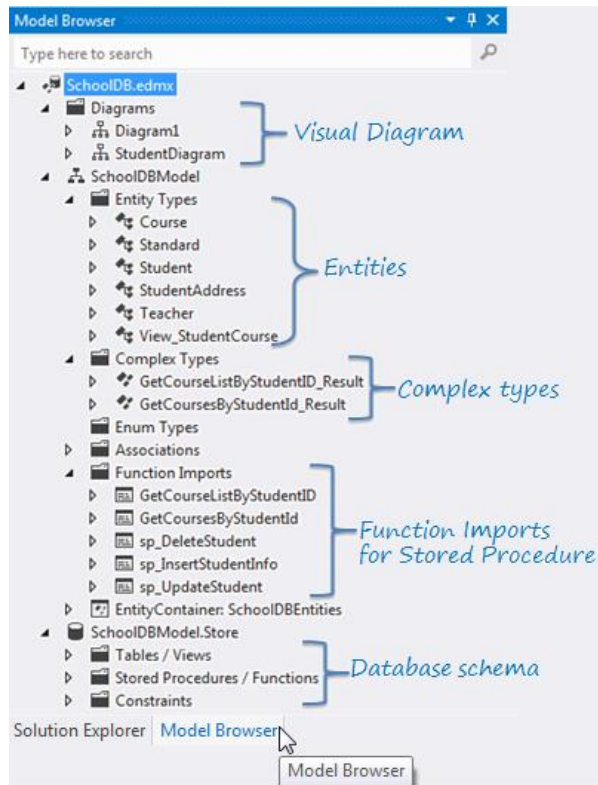 Model Browser
Type here to search
SchoolDB.edmx
Diagrams
Diagram1
StudentDiagram
Visual Diagram
SchoolDBModel
Entity Types
Course
Standard
Student
StudentAddress
Teacher
View_StudentCourse
Entities
Complex Types
GetCourseListByStudentID_Result
GetCoursesByStudentId_Result
Complex types
Enum Types
Associations
Function Imports
GetCourseListByStudentID
GetCoursesByStudentId
sp_DeleteStudent
sp_InsertStudentInfo
sp_UpdateStudent
Function Imports
for Stored Procedure
EntityContainer: SchoolDBEntities
SchoolDBModel.Store
Tables / Views
Stored Procedures / Functions
Constraints
Database schema
Solution Explorer Model Browser
Model Browser